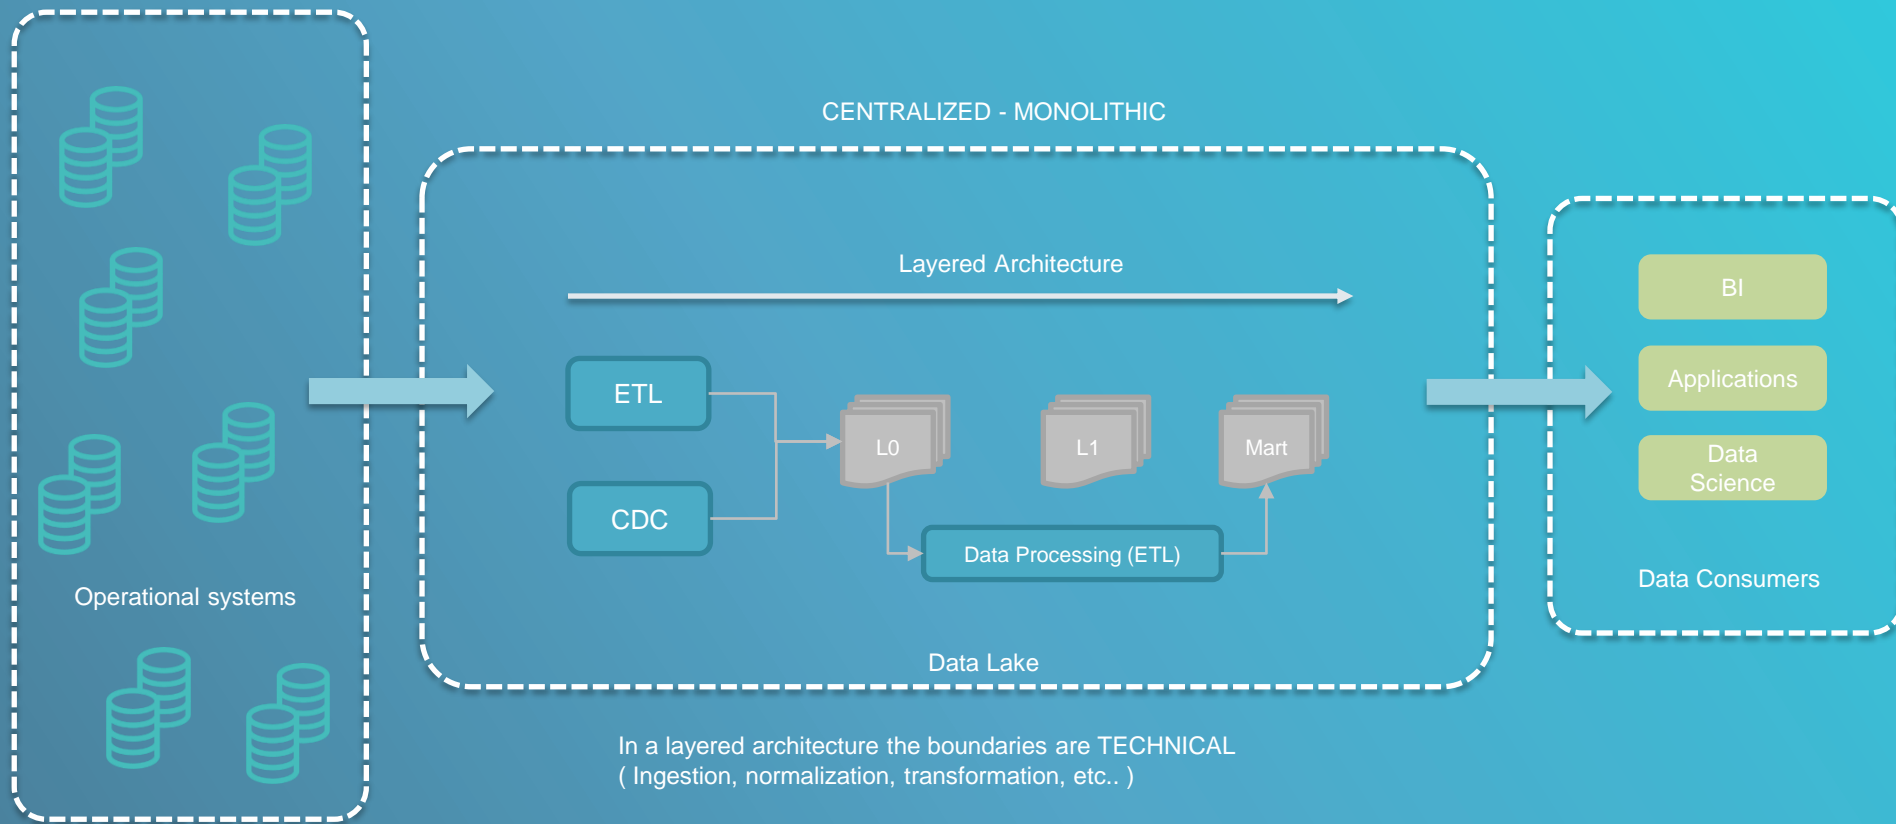 CENTRALIZED - MONOLITHIC
Layered Architecture
ETL
CDC
L0
L1
Mart
Data Processing (ETL)
Data Lake
Operational systems
BI
Applications
Data
Science
Data Consumers
In a layered architecture the boundaries are TECHNICAL
( Ingestion, normalization, transformation, etc.. )